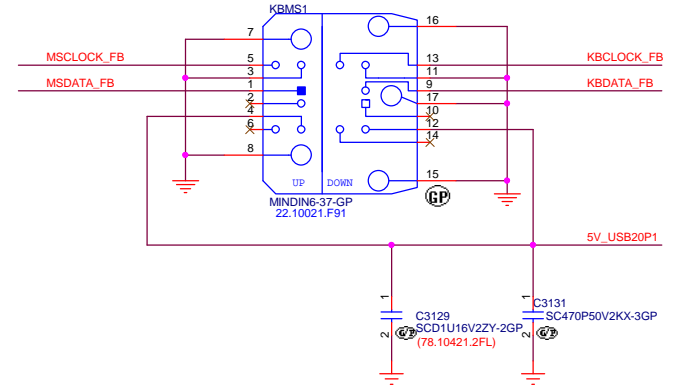 KBMS1
7
16
MSCLOCK_FB
5
13
KBCLOCK_FB
3
11
MSDATA_FB
1
9
KBDATA_FB
2
17
4
10
6
12
14
8
15
UP DOWN
GP
MINDIN6-37-GP
22.10021.F91
5V_USB20P1
1
C3129
SCD1U16V2ZY-2GP
(78.10421.2FL)
2
G/P
1
C3131
SC470P50V2KX-3GP
2
G/P